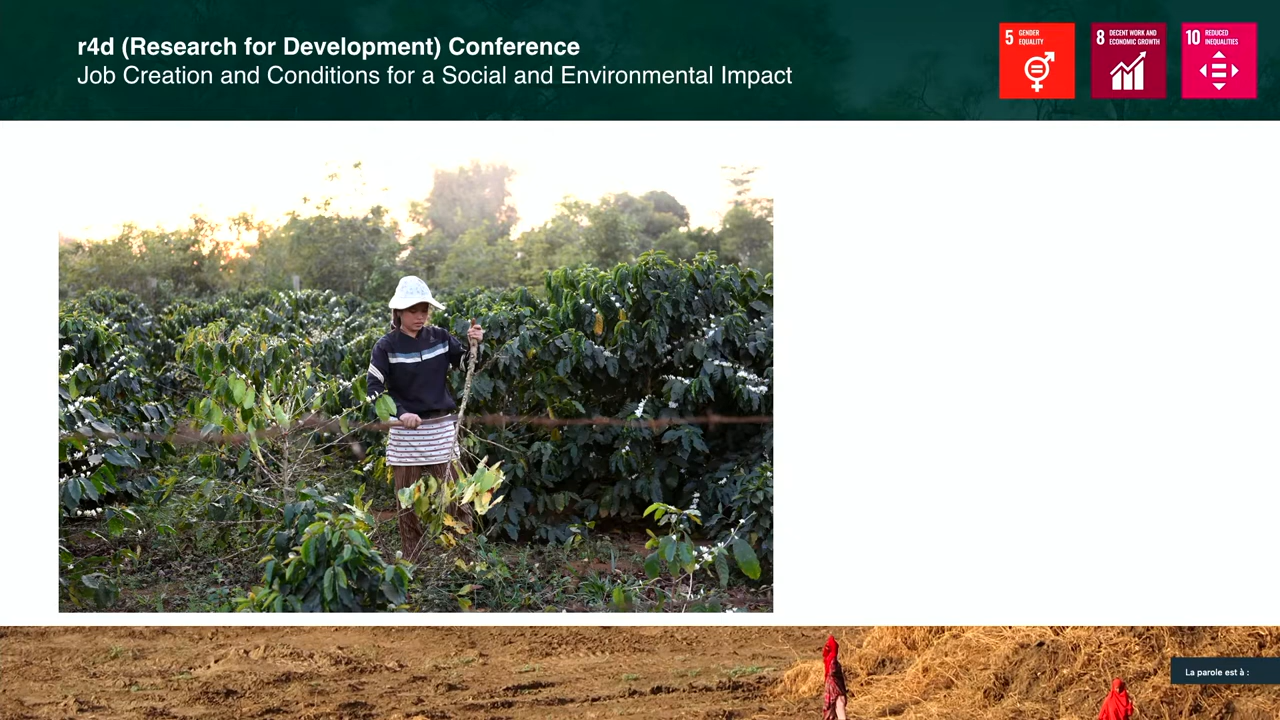 r4d (Research for Development) Conference
Job Creation and Conditions for a Social and Environmental Impact
5 GENDER
EQUALITY
8 DECENT WORK AND
ECONOMIC GROWTH
10 REDUCED
INEQUALITIES
La parole est à :